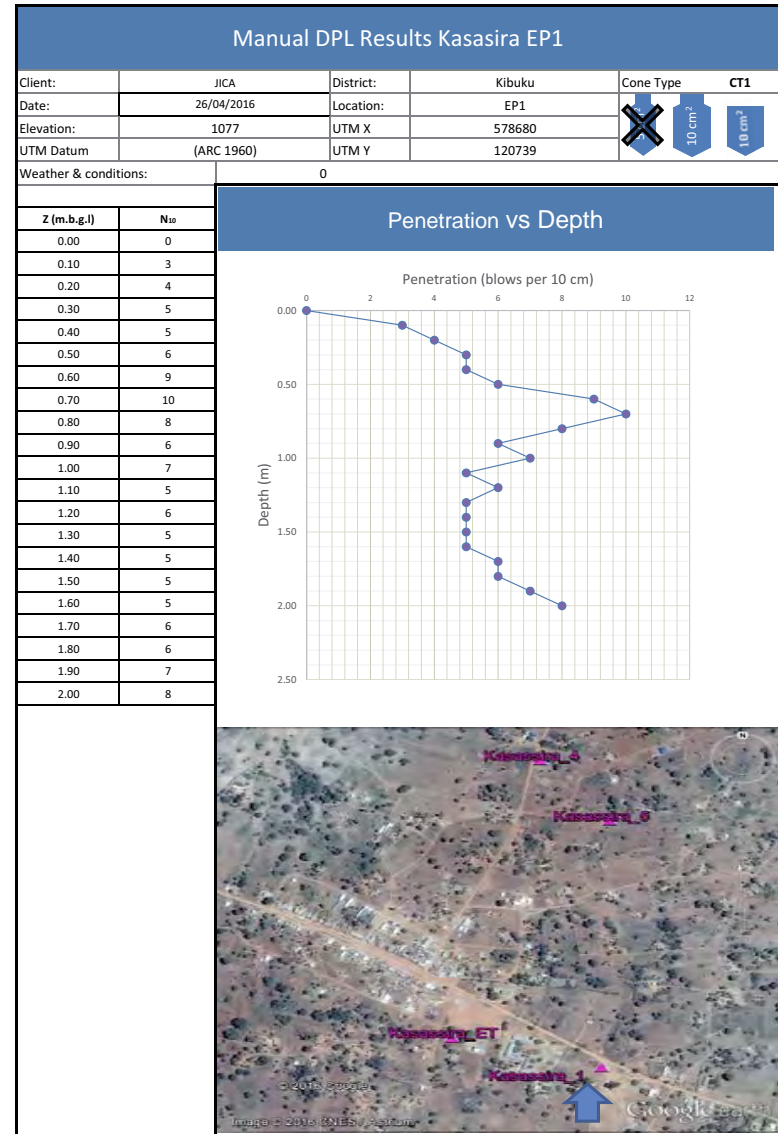 Manual DPL Results Kasasira EP1
Client: JICA District: Kibuku Cone Type CT1
Date: 26/04/2016 Location: EP1
Elevation: 1077 UTM X 578680
UTM Datum (ARC 1960) UTM Y 120739
10 cm² 10 cm²
Weather & conditions: 0
Z (m.b.g.l) N10
0.00 0
0.10 3
0.20 4
0.30 5
0.40 5
0.50 6
0.60 9
0.70 10
0.80 8
0.90 6
1.00 7
1.10 5
1.20 6
1.30 5
1.40 5
1.50 5
1.60 5
1.70 6
1.80 6
1.90 7
2.00 8
Penetration vs Depth
Penetration (blows per 10 cm)
0 2 4 6 8 10 12
Depth (m)
0.00
0.50
1.00
1.50
2.00
2.50
N
Kasassira_4
Kasassira_6
Kasassira_ET
Kasassira_1
© 2016 Google
Image © 2016 CNES / Astrium
Google earth